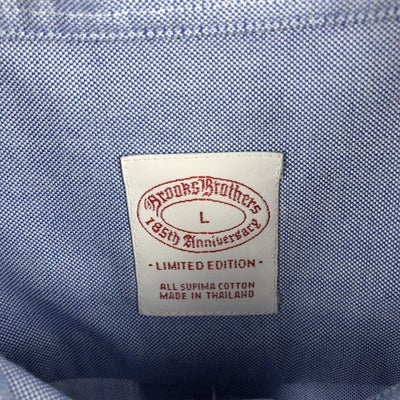 Brooks Brothers
L
185th Anniversary
- LIMITED EDITION -
ALL SUPIMA COTTON
MADE IN THAILAND